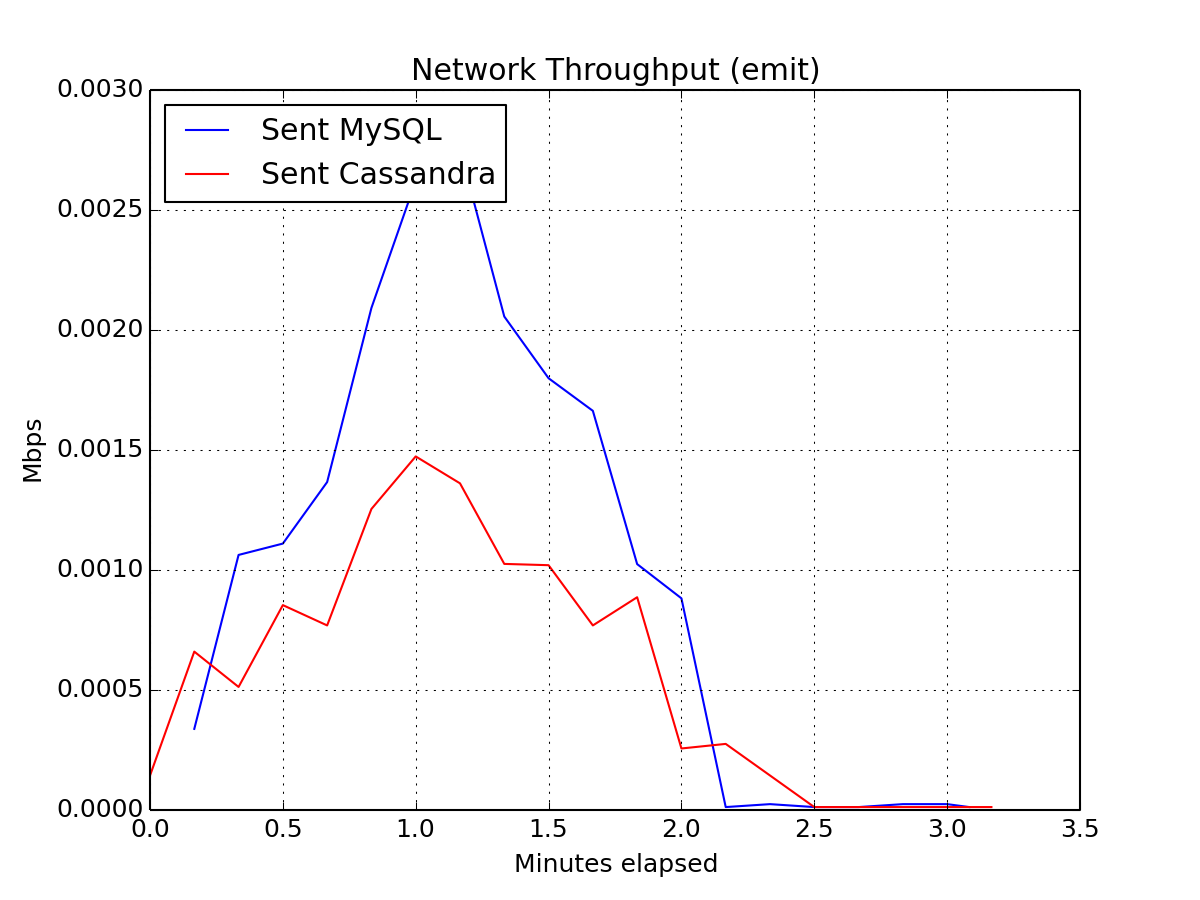 Network Throughput (emit)
Sent MySQL
Sent Cassandra
0.0030
0.0025
0.0020
0.0015
0.0010
0.0005
0.0000
Mbps
0.0 0.5 1.0 1.5 2.0 2.5 3.0 3.5
Minutes elapsed